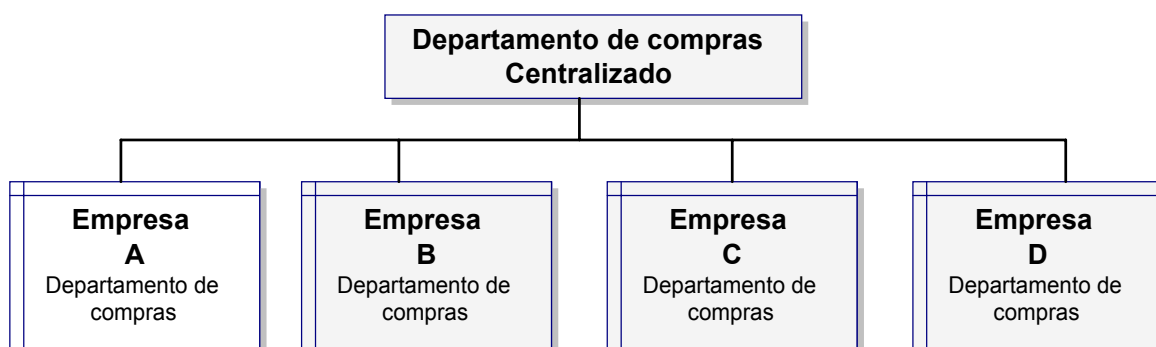 Departamento de compras
Centralizado
Empresa
A
Departamento de
compras
Empresa
B
Departamento de
compras
Empresa
C
Departamento de
compras
Empresa
D
Departamento de
compras